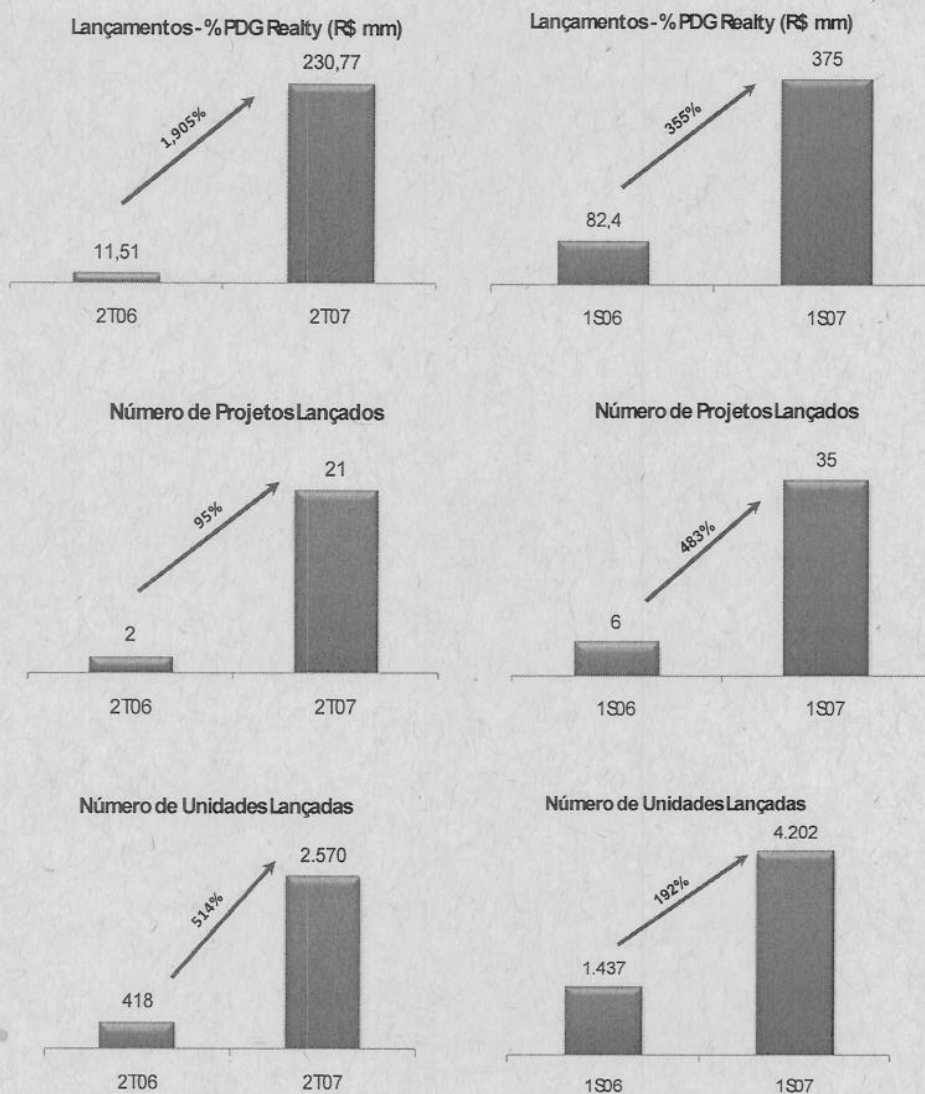 Lançamentos - % PDG Realty (R$ mm)
230,77
1,905%
11,51
2T06 2T07
Lançamentos - % PDG Realty (R$ mm)
375
355%
82,4
1S06 1S07
Número de Projetos Lançados
21
95%
2
2T06 2T07
Número de Projetos Lançados
35
483%
6
1S06 1S07
Número de Unidades Lançadas
2.570
514%
418
2T06 2T07
Número de Unidades Lançadas
4.202
192%
1.437
1S06 1S07